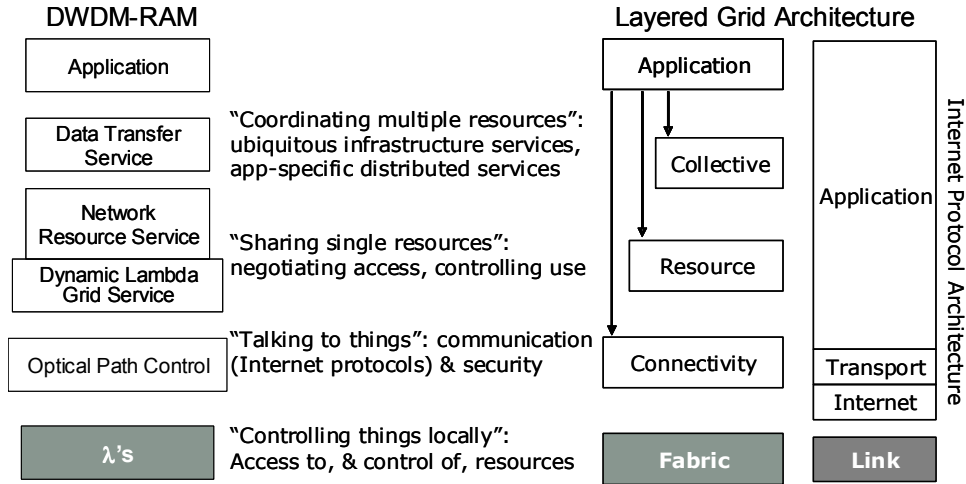 DWDM-RAM
Layered Grid Architecture
Application
Data Transfer
Service
Network
Resource Service
Dynamic Lambda
Grid Service
Optical Path Control
λ's
“Coordinating multiple resources”:
ubiquitous infrastructure services,
app-specific distributed services
“Sharing single resources”:
negotiating access, controlling use
“Talking to things”: communication
(Internet protocols) & security
“Controlling things locally”:
Access to, & control of, resources
Application
Collective
Resource
Connectivity
Fabric
Application
Transport
Internet
Link
Internet Protocol Architecture